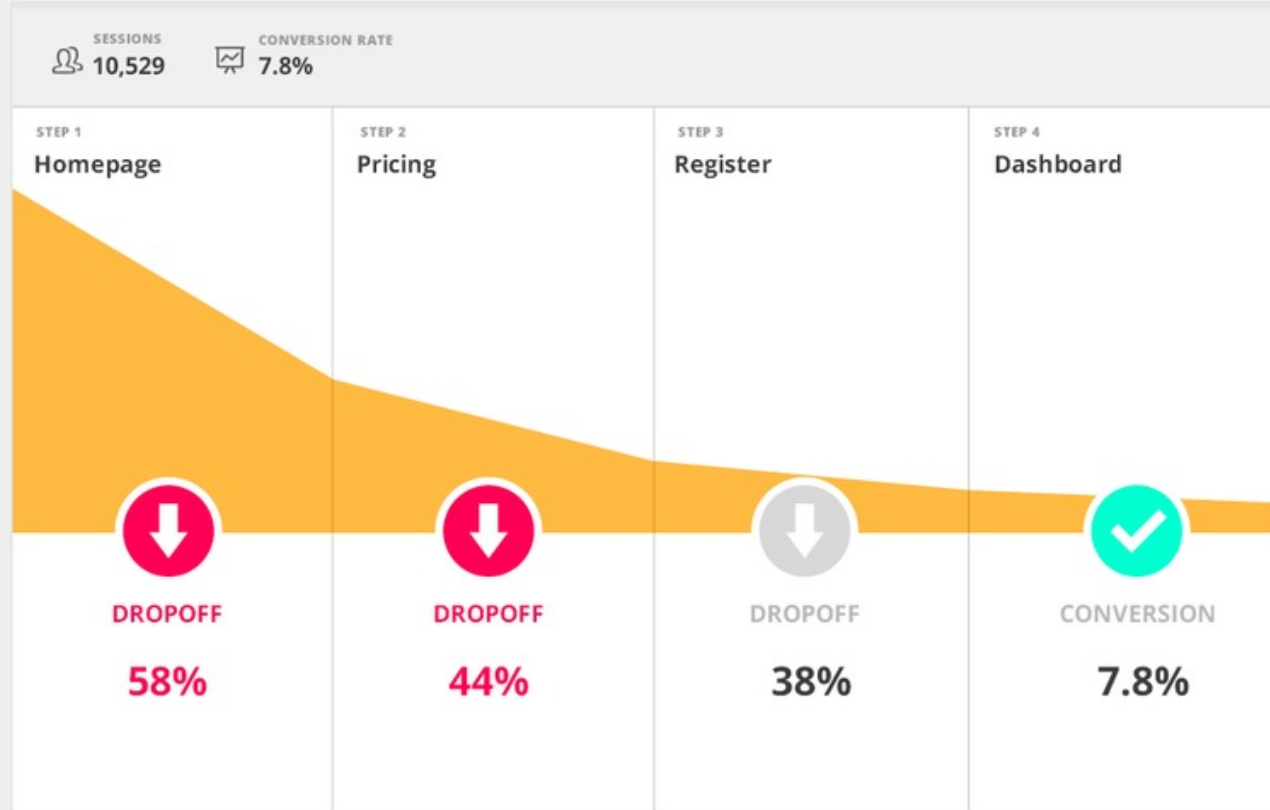 SESSIONS
10,529
CONVERSION RATE
7.8%
STEP 1
Homepage
STEP 2
Pricing
STEP 3
Register
STEP 4
Dashboard
DROPOFF
58%
DROPOFF
44%
DROPOFF
38%
CONVERSION
7.8%